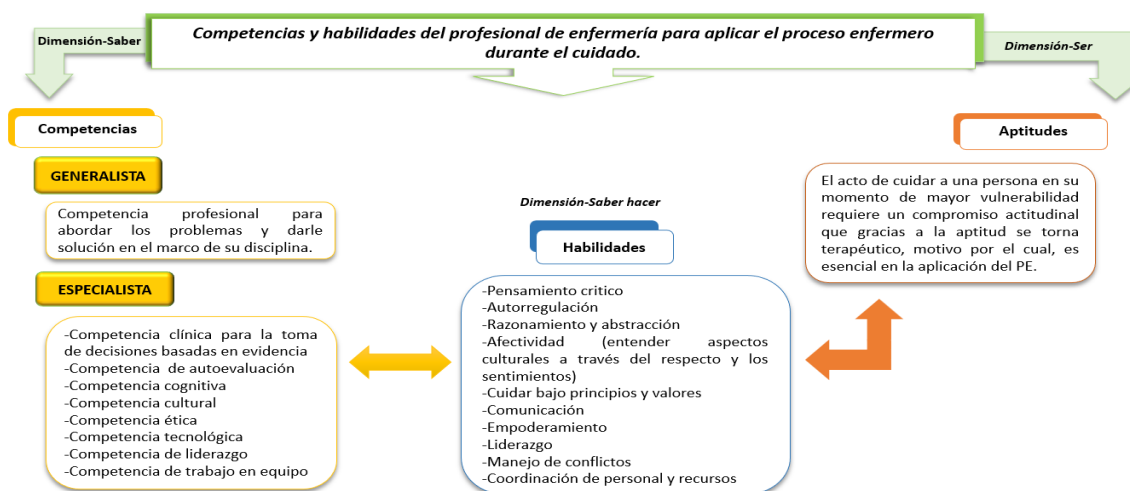 Competencias y habilidades del profesional de enfermería para aplicar el proceso enfermero
durante el cuidado.
Dimensión-Saber
Dimensión-Ser
Competencias
GENERALISTA
Competencia profesional para
abordar los problemas y darle
solución en el marco de su disciplina.
ESPECIALISTA
-Competencia clínica para la toma
de decisiones basadas en evidencia
-Competencia de autoevaluación
-Competencia cognitiva
-Competencia cultural
-Competencia ética
-Competencia tecnológica
-Competencia de liderazgo
-Competencia de trabajo en equipo
Dimensión-Saber hacer
Habilidades
-Pensamiento critico
-Autorregulación
-Razonamiento y abstracción
-Afectividad (entender aspectos
culturales a través del respecto y los
sentimientos)
-Cuidar bajo principios y valores
-Comunicación
-Empoderamiento
-Liderazgo
-Manejo de conflictos
-Coordinación de personal y recursos
Aptitudes
El acto de cuidar a una persona en su
momento de mayor vulnerabilidad
requiere un compromiso actitudinal
que gracias a la aptitud se torna
terapéutico, motivo por el cual, es
esencial en la aplicación del PE.